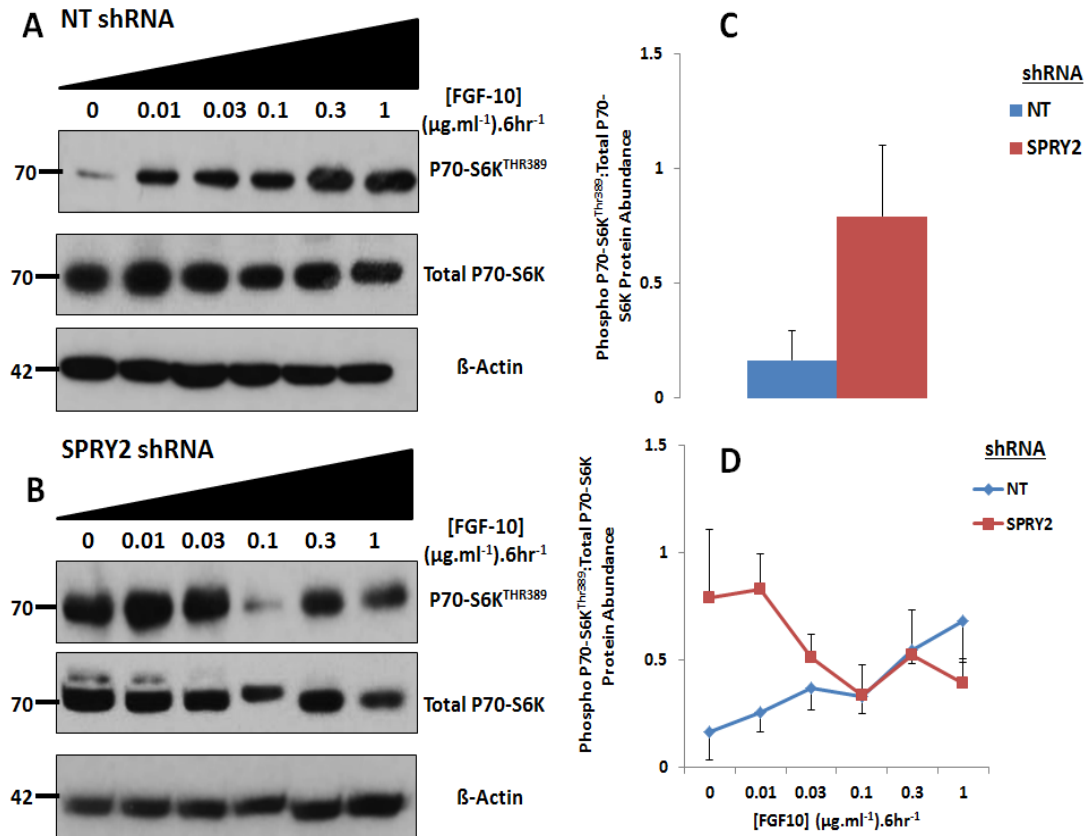 A NT shRNA
0 0.01 0.03 0.1 0.3 1
[FGF-10]
(µg.ml⁻¹).6hr⁻¹
70
P70-S6K^THR389
70
Total P70-S6K
42
ß-Actin
SPRY2 shRNA
B
0 0.01 0.03 0.1 0.3 1
[FGF-10]
(µg.ml⁻¹).6hr⁻¹
70
P70-S6K^THR389
70
Total P70-S6K
42
ß-Actin
C
Phospho P70-S6K^Thr389:Total P70-
S6K Protein Abundance
1.5
1
0.5
0
shRNA
NT
SPRY2
D
Phospho P70-S6K^Thr389:Total P70-S6K
Protein Abundance
1.5
1
0.5
0
shRNA
NT
SPRY2
0 0.01 0.03 0.1 0.3 1
[FGF10] (µg.ml⁻¹).6hr⁻¹